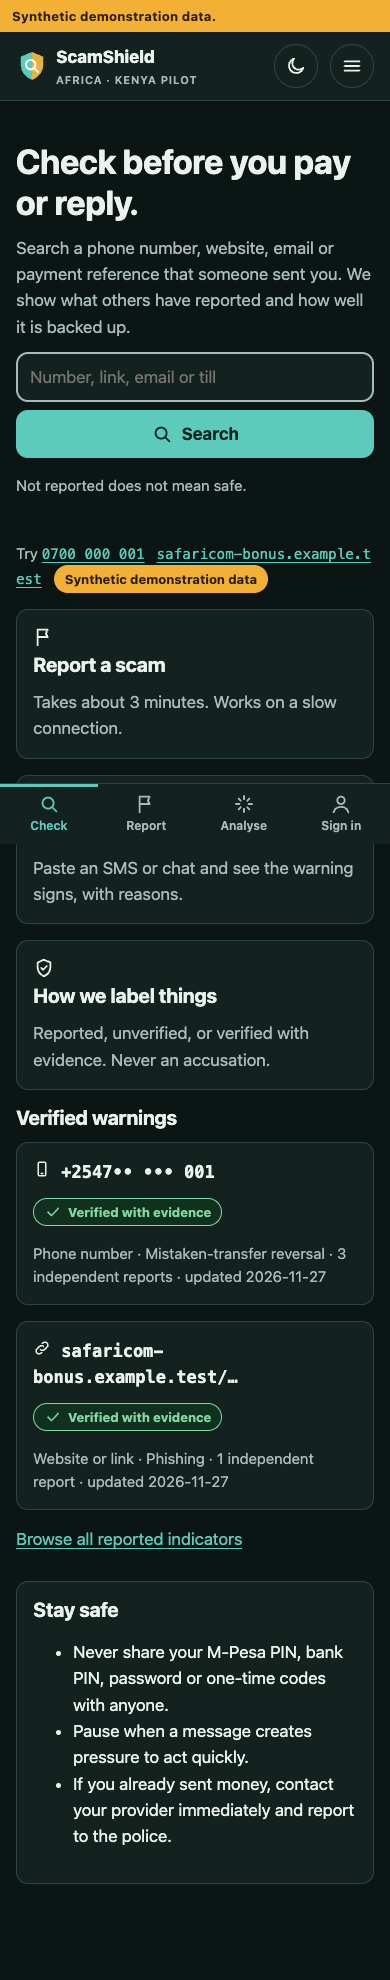 Synthetic demonstration data.
ScamShield
AFRICA · KENYA PILOT
Check before you pay
or reply.
Search a phone number, website, email or
payment reference that someone sent you. We
show what others have reported and how well
it is backed up.
Number, link, email or till
Search
Not reported does not mean safe.
Try 0700 000 001 safaricom-bonus.example.t
est Synthetic demonstration data
Report a scam
Takes about 3 minutes. Works on a slow
connection.
Check Report Analyse Sign in
Paste an SMS or chat and see the warning
signs, with reasons.
How we label things
Reported, unverified, or verified with
evidence. Never an accusation.
Verified warnings
+2547•• ••• 001
Verified with evidence
Phone number · Mistaken-transfer reversal · 3
independent reports · updated 2026-11-27
safaricom-
bonus.example.test/…
Verified with evidence
Website or link · Phishing · 1 independent
report · updated 2026-11-27
Browse all reported indicators
Stay safe
• Never share your M-Pesa PIN, bank
PIN, password or one-time codes
with anyone.
• Pause when a message creates
pressure to act quickly.
• If you already sent money, contact
your provider immediately and report
to the police.